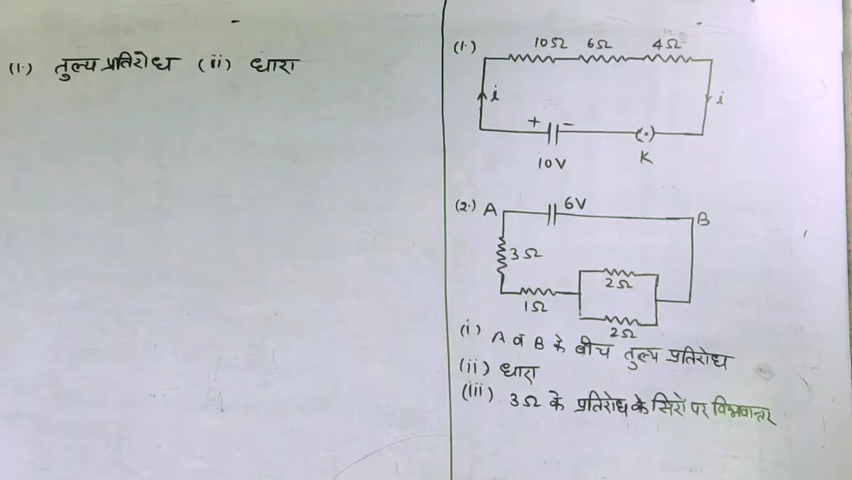 (1.) तुल्य प्रतिरोध (ii) धारा
(1.) 10Ω 6Ω 4Ω
i i
+ −
10V K
(2.) A 6V B
3Ω
2Ω
1Ω
2Ω
(i) A व B के बीच तुल्य प्रतिरोध
(ii) धारा
(iii) 3Ω के प्रतिरोध के सिरों पर विभवान्तर